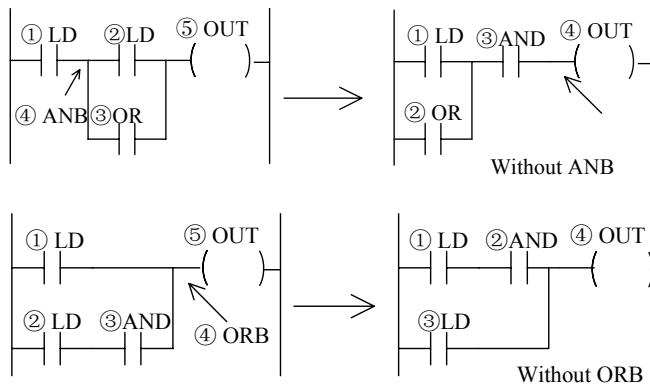 ① LD ②LD ⑤ OUT
④ ANB ③OR
① LD ③AND ④ OUT
② OR
Without ANB
① LD ⑤ OUT
② LD ③AND ④ ORB
① LD ②AND ④ OUT
③LD
Without ORB